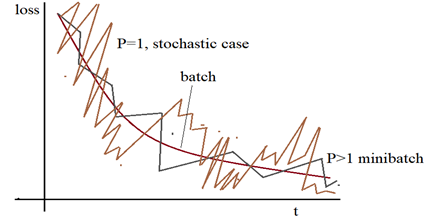 loss
P=1, stochastic case
batch
P>1 minibatch
t